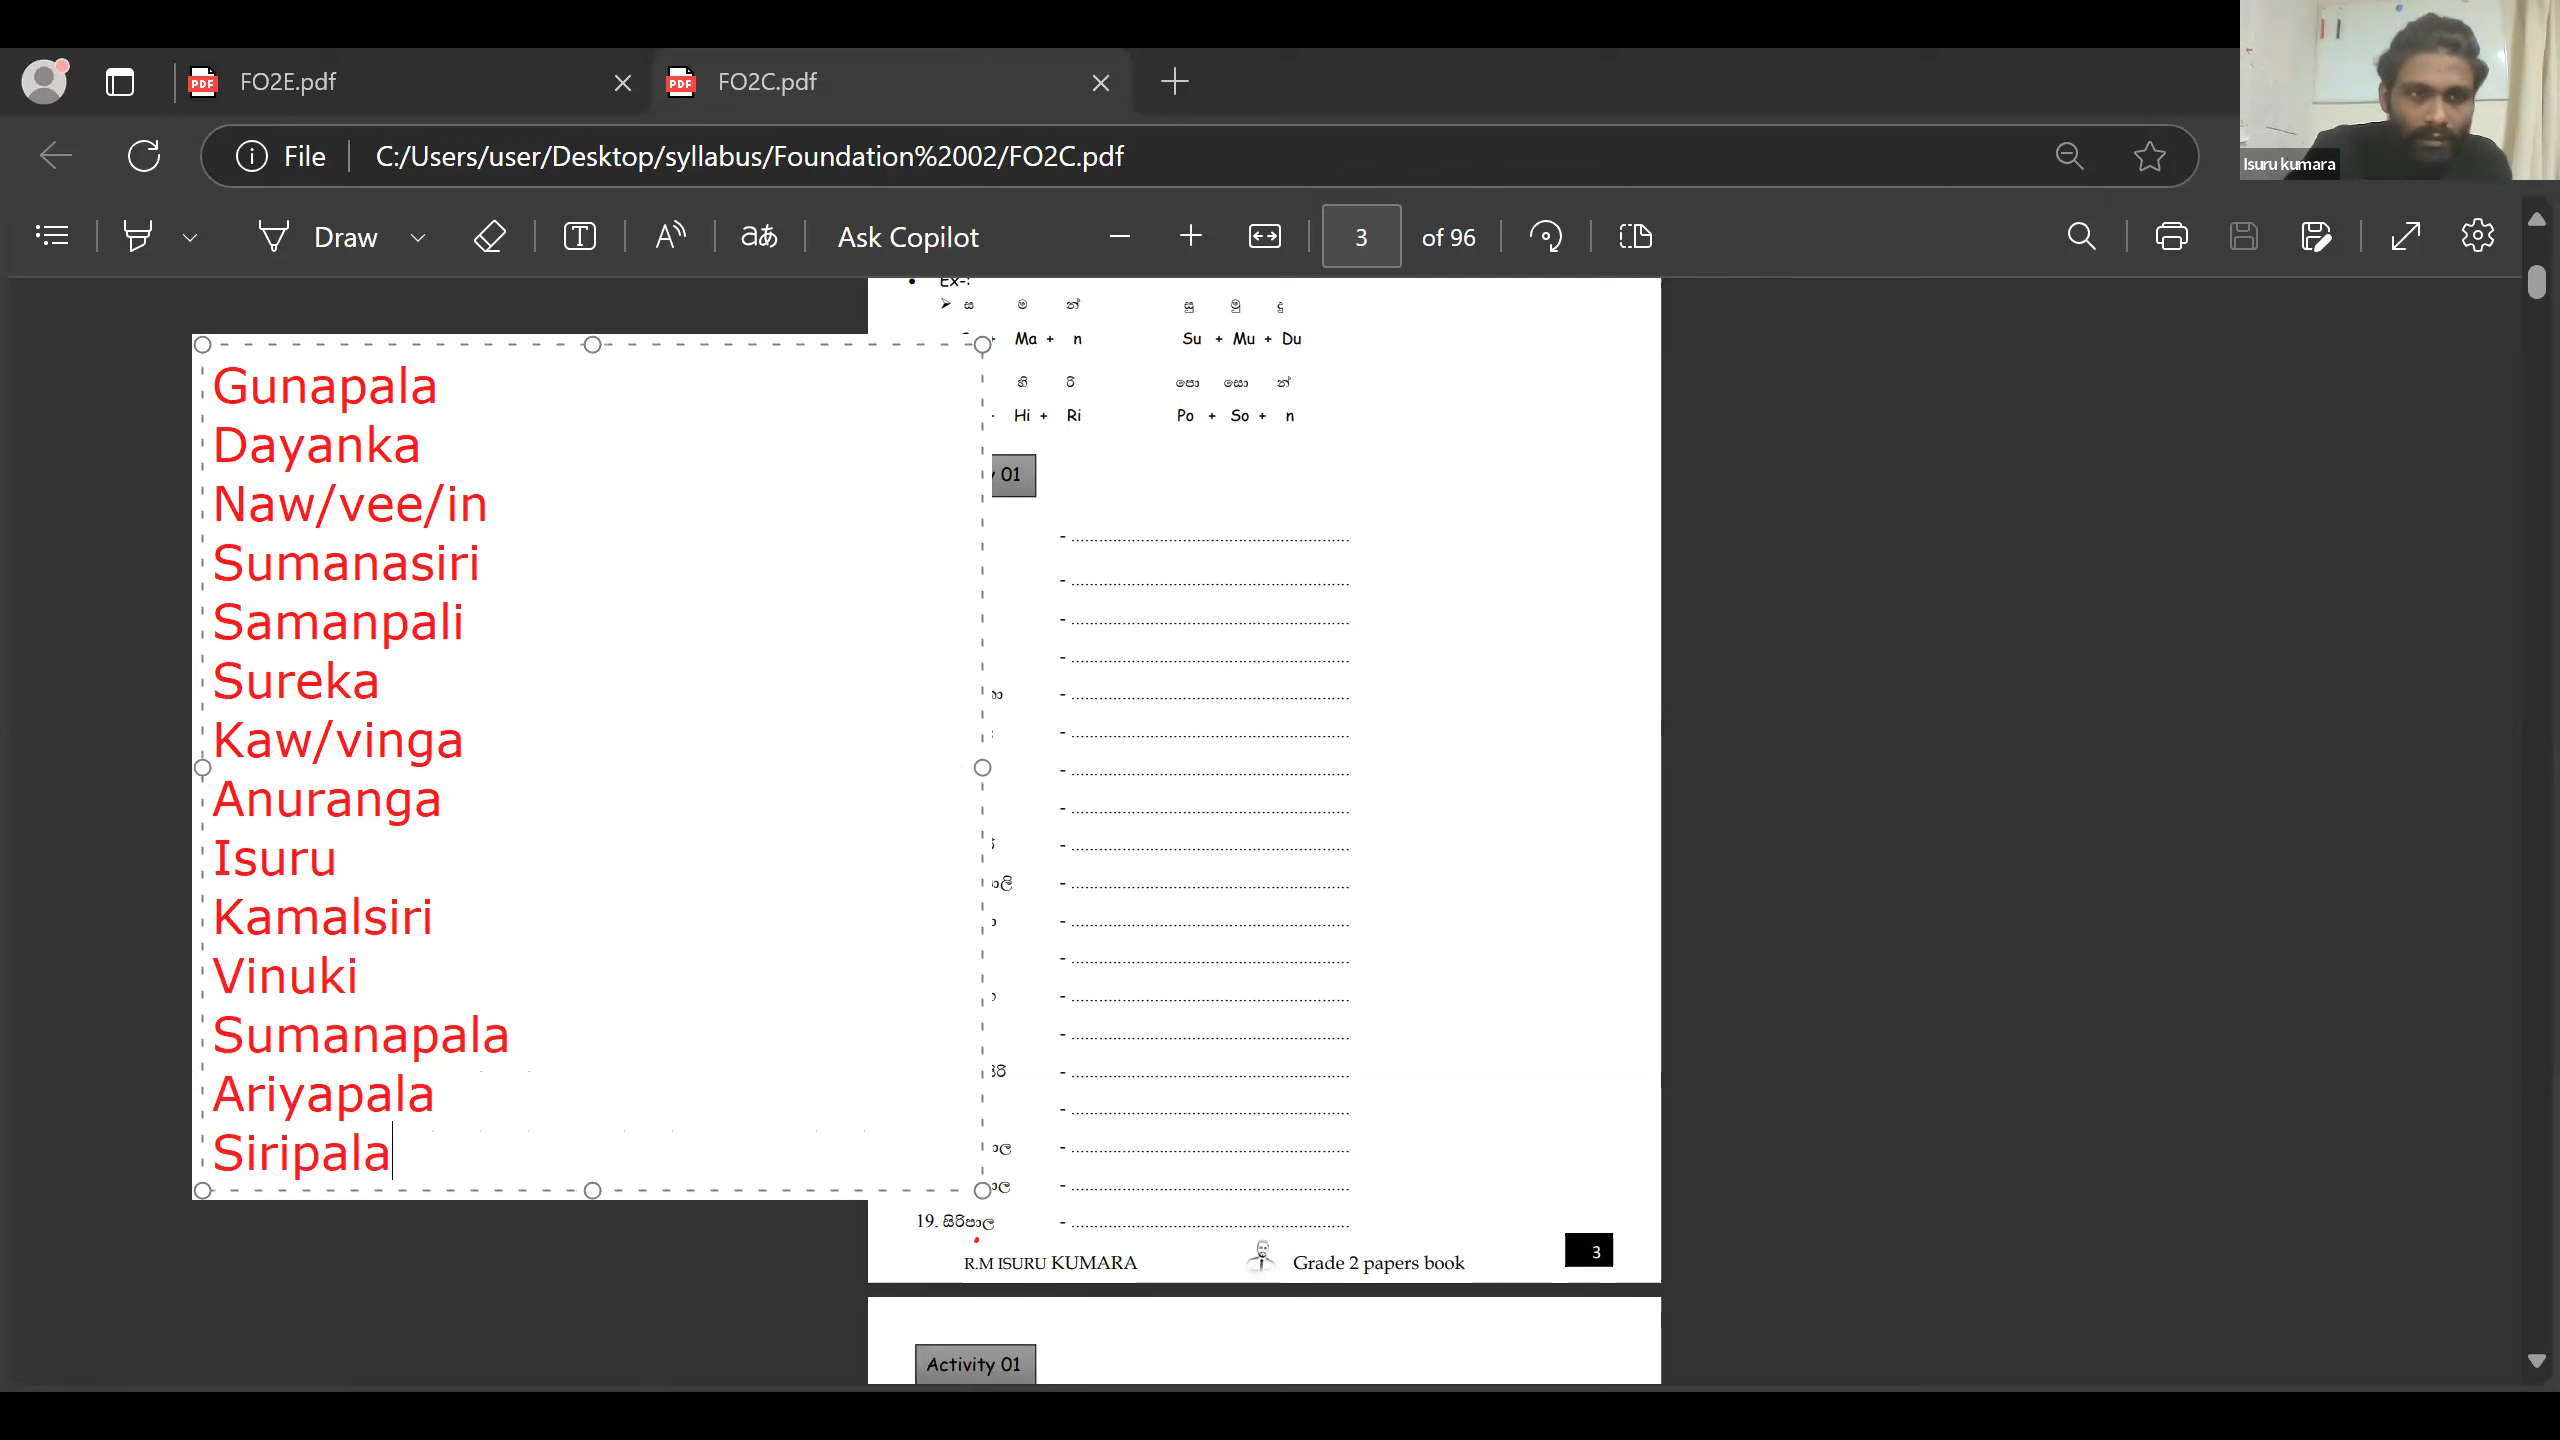 FO2E.pdf
FO2C.pdf
File
C:/Users/user/Desktop/syllabus/Foundation%2002/FO2C.pdf
Isuru kumara
Draw
aあ
Ask Copilot
3 of 96
Ex-:
ස ම න් සු මු දු
+ Ma + n Su + Mu + Du
හි රි පො සො න්
Hi + Ri Po + So + n
01
Gunapala
Dayanka
Naw/vee/in
Sumanasiri
Samanpali
Sureka
Kaw/vinga
Anuranga
Isuru
Kamalsiri
Vinuki
Sumanapala
Ariyapala
Siripala
19. සිරිපාල - ................................................
R.M ISURU KUMARA
Grade 2 papers book
3
Activity 01